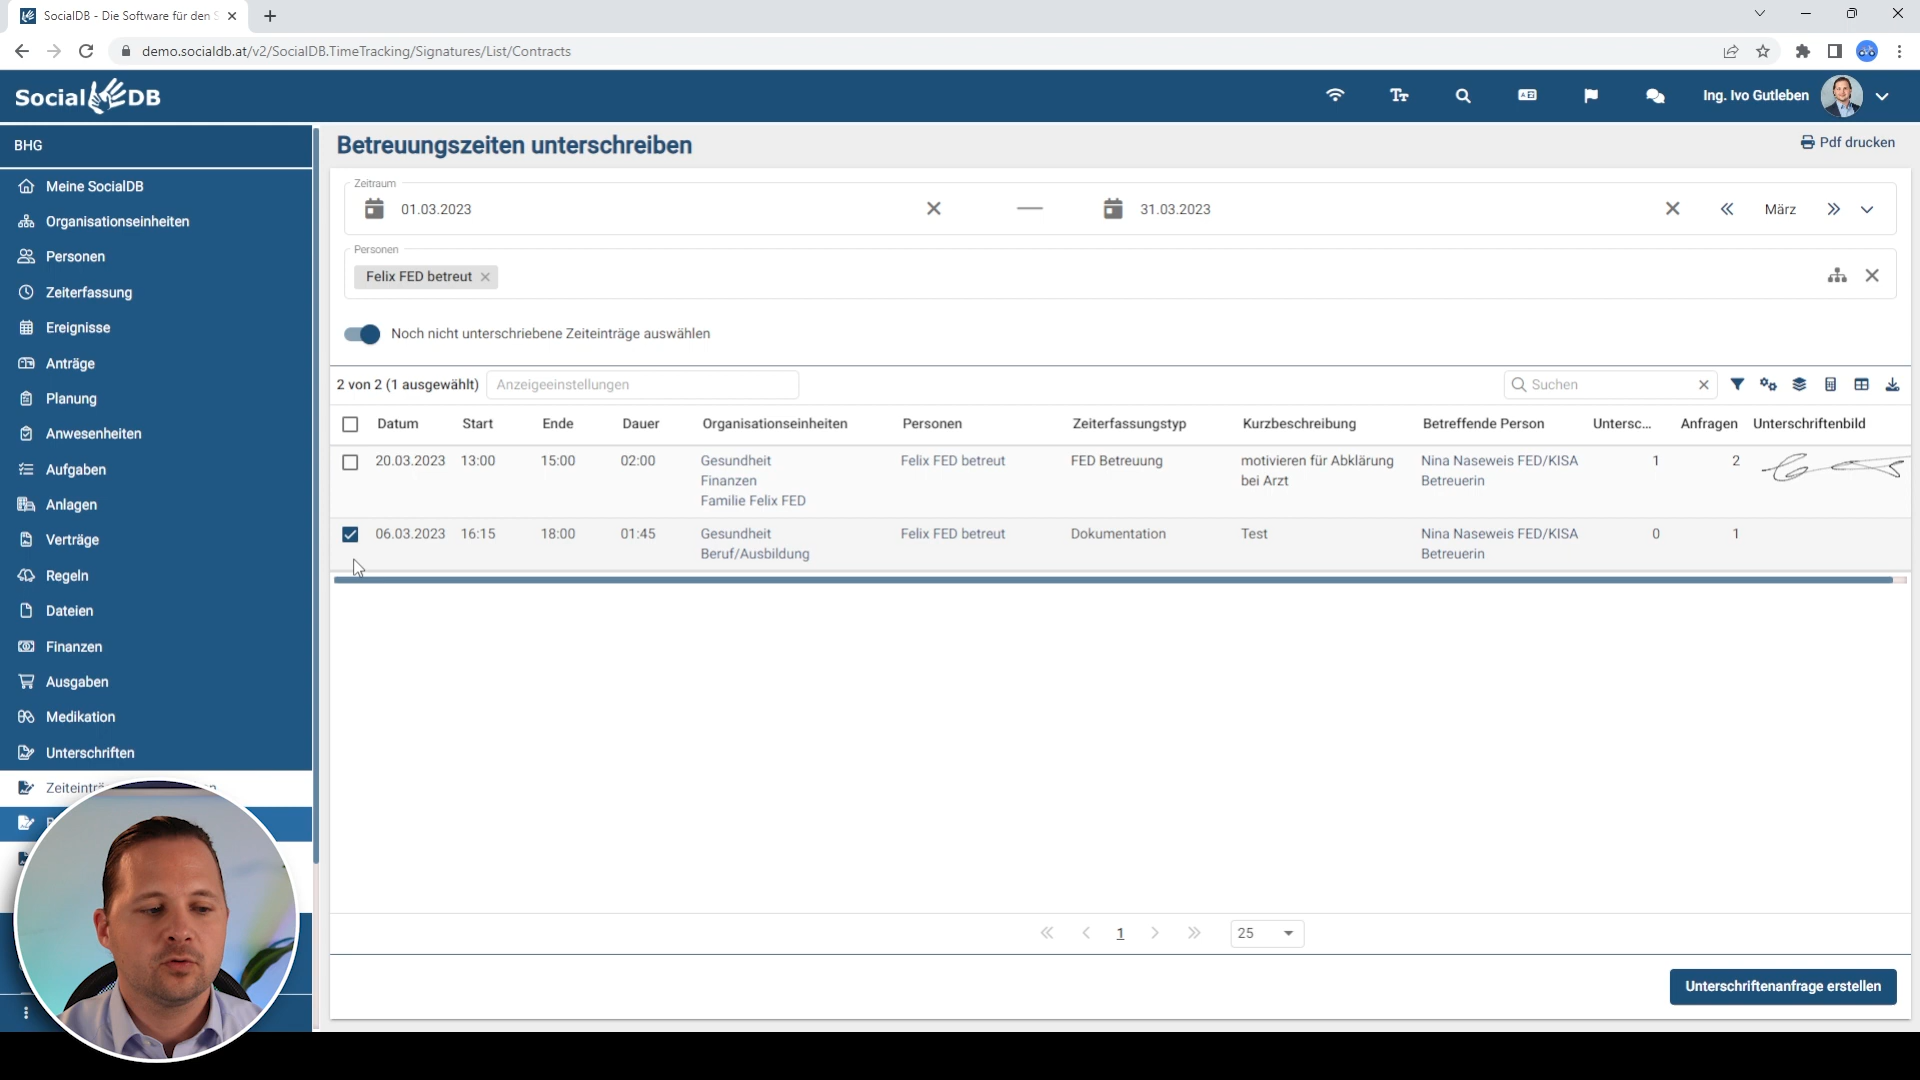 SocialDB - Die Software für den S
demo.socialdb.at/v2/SocialDB.TimeTracking/Signatures/List/Contracts
Social DB
Ing. Ivo Gutleben
BHG
Meine SocialDB
Organisationseinheiten
Personen
Zeiterfassung
Ereignisse
Anträge
Planung
Anwesenheiten
Aufgaben
Anlagen
Verträge
Regeln
Dateien
Finanzen
Ausgaben
Medikation
Unterschriften
Betreuungszeiten unterschreiben
Pdf drucken
Zeitraum
01.03.2023 — 31.03.2023 März
Personen
Felix FED betreut
Noch nicht unterschriebene Zeiteinträge auswählen
2 von 2 (1 ausgewählt) Anzeigeeinstellungen Suchen
Datum Start Ende Dauer Organisationseinheiten Personen Zeiterfassungstyp Kurzbeschreibung Betreffende Person Untersc... Anfragen Unterschriftenbild
20.03.2023 13:00 15:00 02:00 Gesundheit Felix FED betreut FED Betreuung motivieren für Abklärung Nina Naseweis FED/KISA 1 2
Finanzen bei Arzt Betreuerin
Familie Felix FED
06.03.2023 16:15 18:00 01:45 Gesundheit Felix FED betreut Dokumentation Test Nina Naseweis FED/KISA 0 1
Beruf/Ausbildung Betreuerin
1 25
Unterschriftenanfrage erstellen